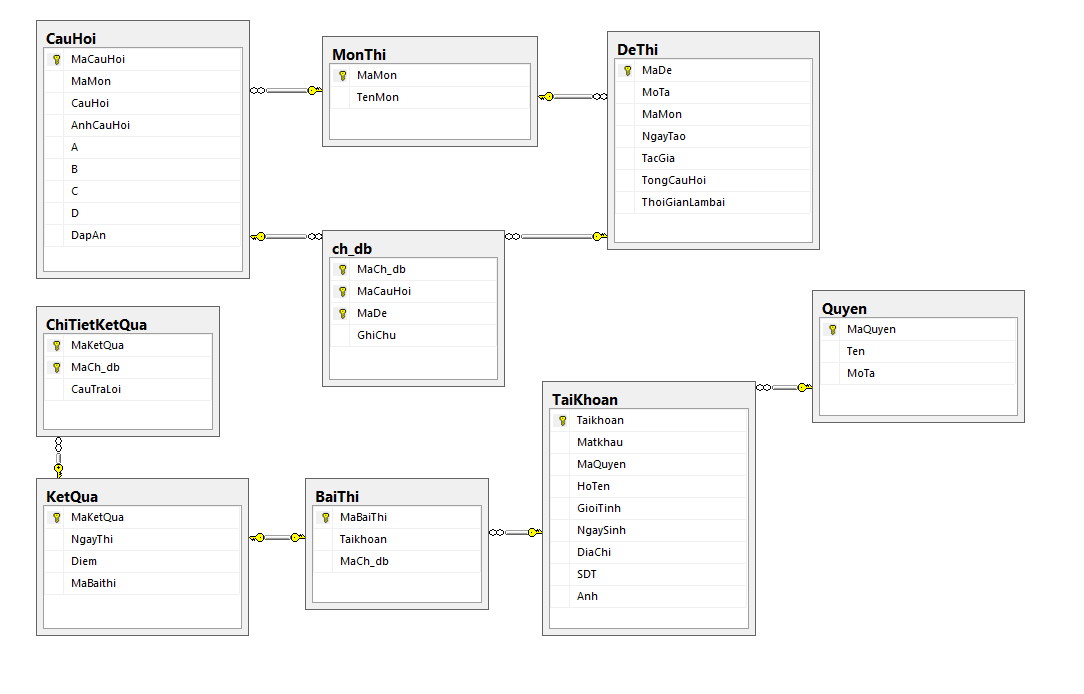 CauHoi
MaCauHoi
MaMon
CauHoi
AnhCauHoi
A
B
C
D
DapAn
MonThi
MaMon
TenMon
DeThi
MaDe
MoTa
MaMon
NgayTao
TacGia
TongCauHoi
ThoiGianLambai
ch_db
MaCh_db
MaCauHoi
MaDe
GhiChu
ChiTietKetQua
MaKetQua
MaCh_db
CauTraLoi
Quyen
MaQuyen
Ten
MoTa
TaiKhoan
Taikhoan
Matkhau
MaQuyen
HoTen
GioiTinh
NgaySinh
DiaChi
SDT
Anh
KetQua
MaKetQua
NgayThi
Diem
MaBaithi
BaiThi
MaBaiThi
Taikhoan
MaCh_db